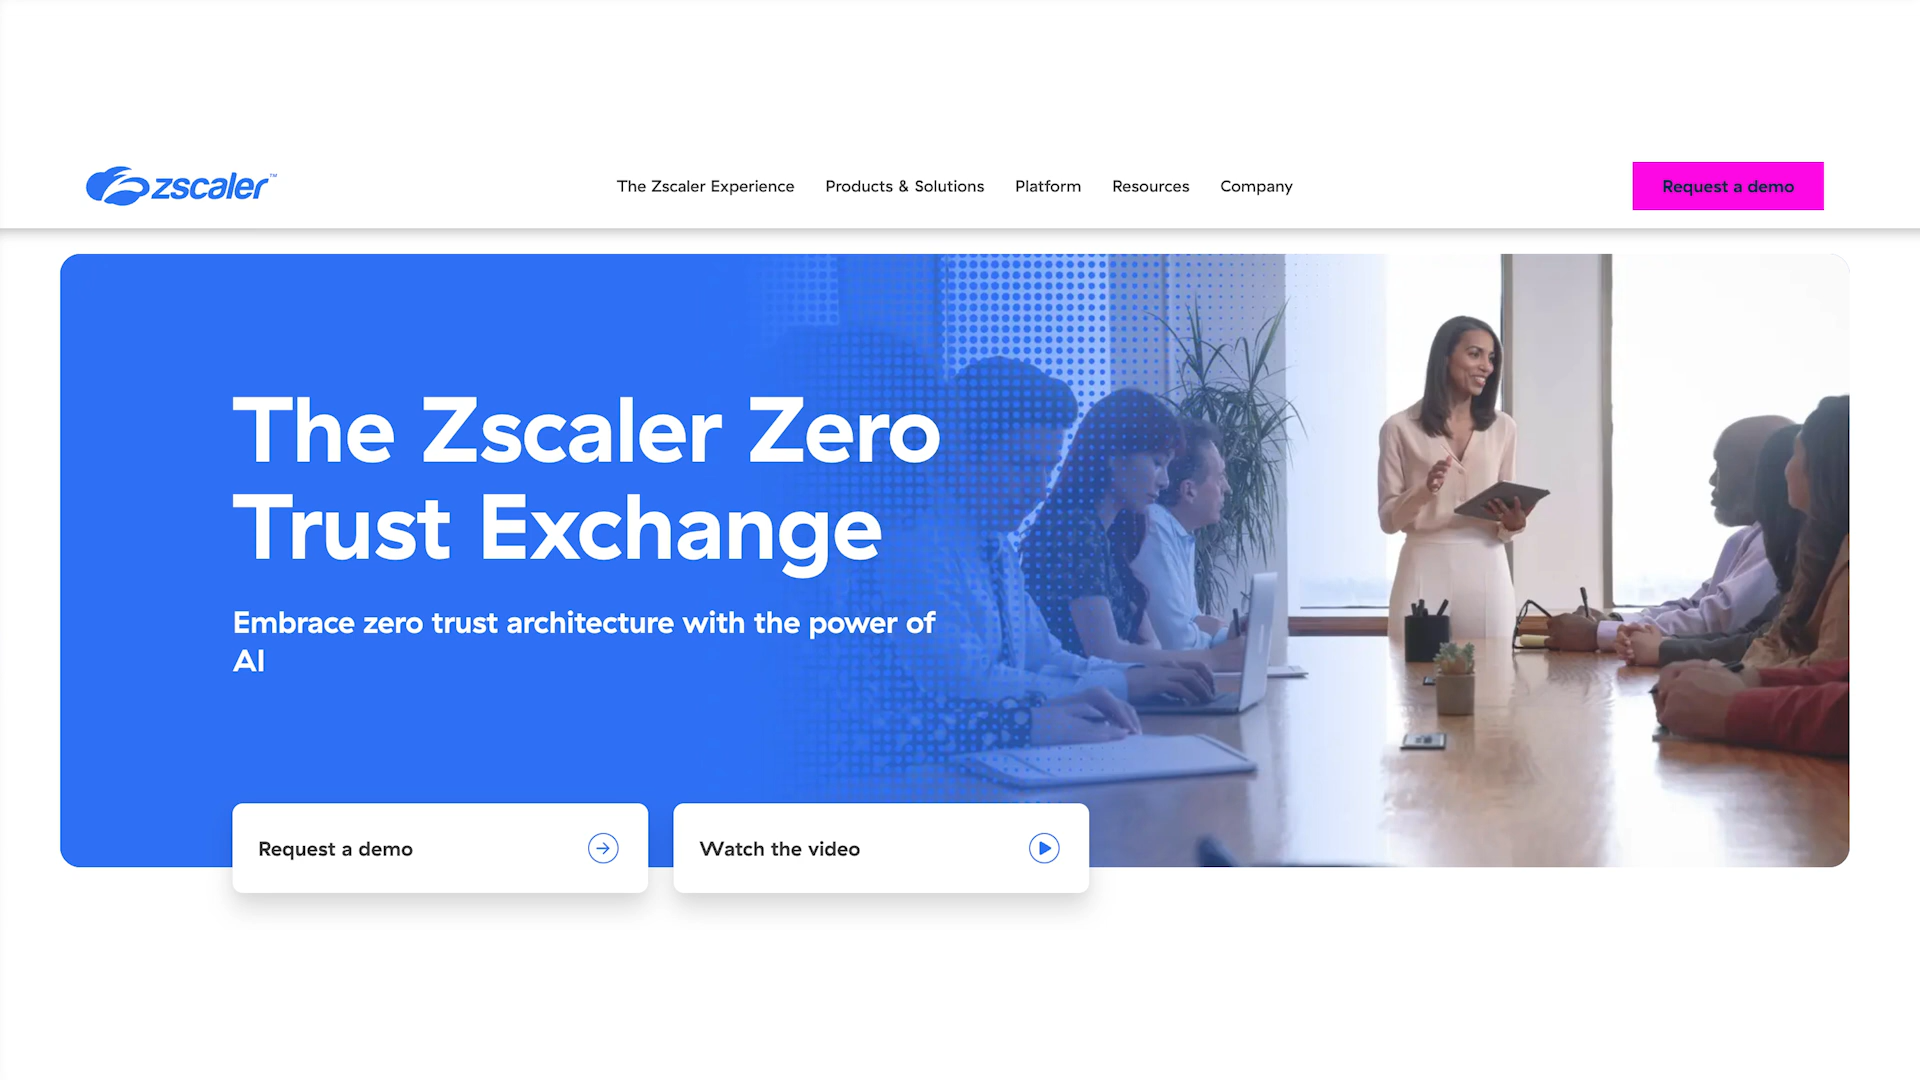 zscaler™
The Zscaler Experience
Products & Solutions
Platform
Resources
Company
Request a demo
The Zscaler Zero
Trust Exchange
Embrace zero trust architecture with the power of
AI
Request a demo
Watch the video